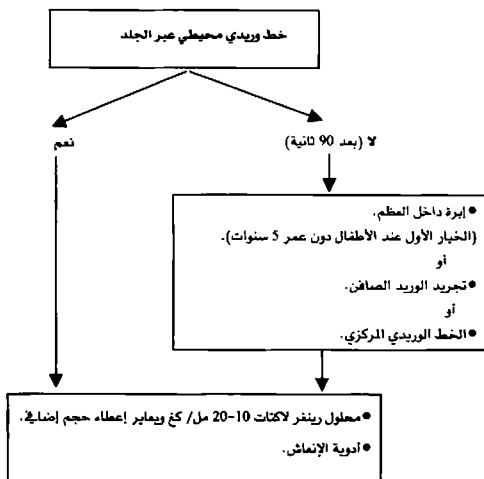 خط وريدي محيطي عبر الجلد
نعم
لا (بعد 90 ثانية)
● إبرة داخل العظم.
(الخيار الأول عند الأطفال دون عمر 5 سنوات).
أو
● تجريد الوريد الصافن.
أو
● الخط الوريدي المركزي.
● محلول رينغر لاكتات 10-20 مل/ كغ ويعاير إعطاء حجم إضافي.
● أدوية الإنعاش.